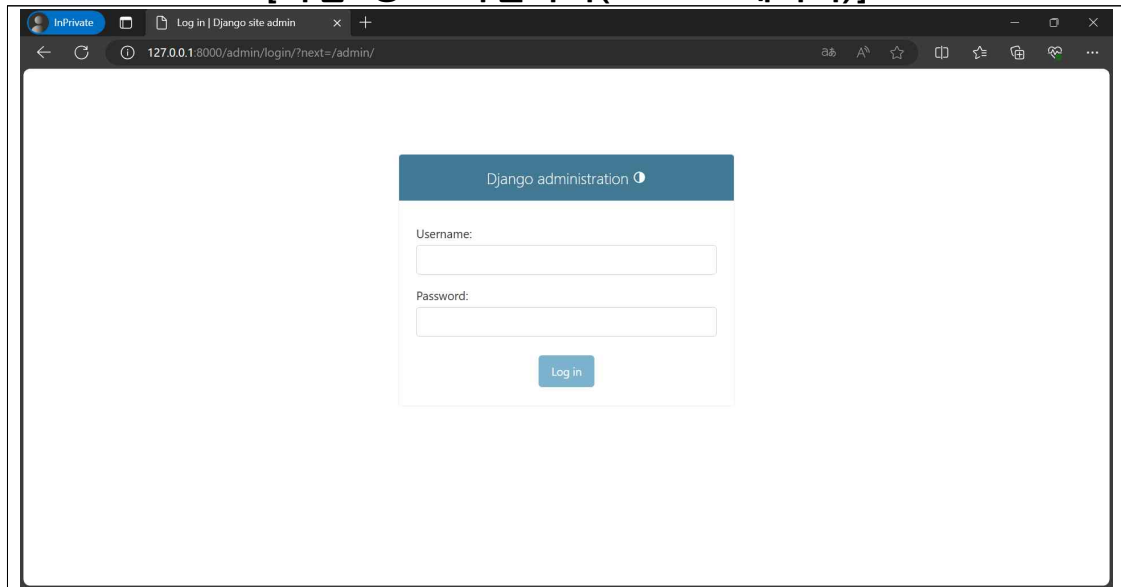 InPrivate
Log in | Django site admin
127.0.0.1:8000/admin/login/?next=/admin/
Django administration
Username:
Password:
Log in